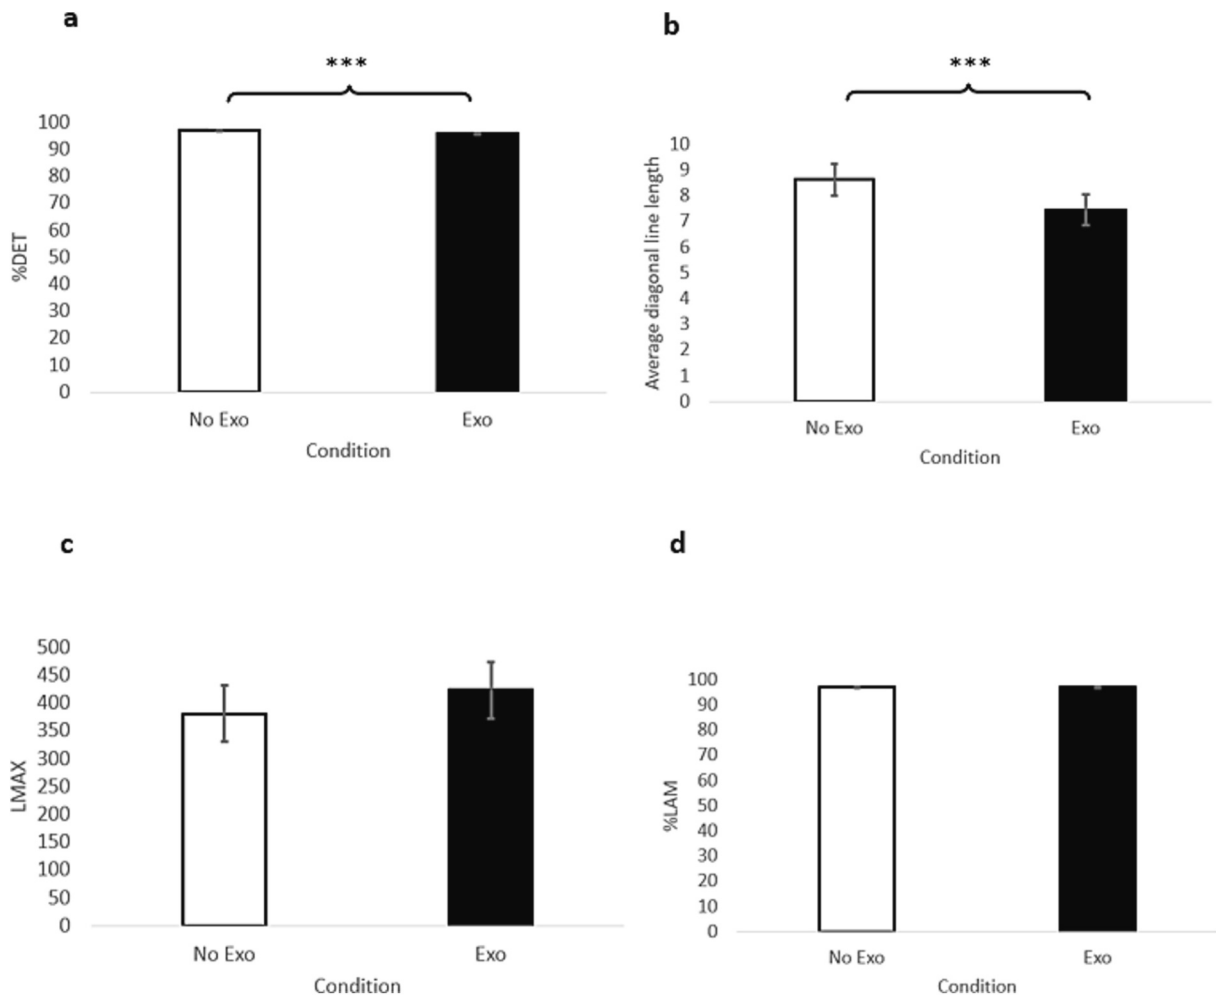 a
***
100
90
80
70
60
50
40
30
20
10
0
%DET
No Exo Exo
Condition
b
***
10
9
8
7
6
5
4
3
2
1
0
Average diagonal line length
No Exo Exo
Condition
c
500
450
400
350
300
250
200
150
100
50
0
LMAX
No Exo Exo
Condition
d
100
90
80
70
60
50
40
30
20
10
0
%LAM
No Exo Exo
Condition